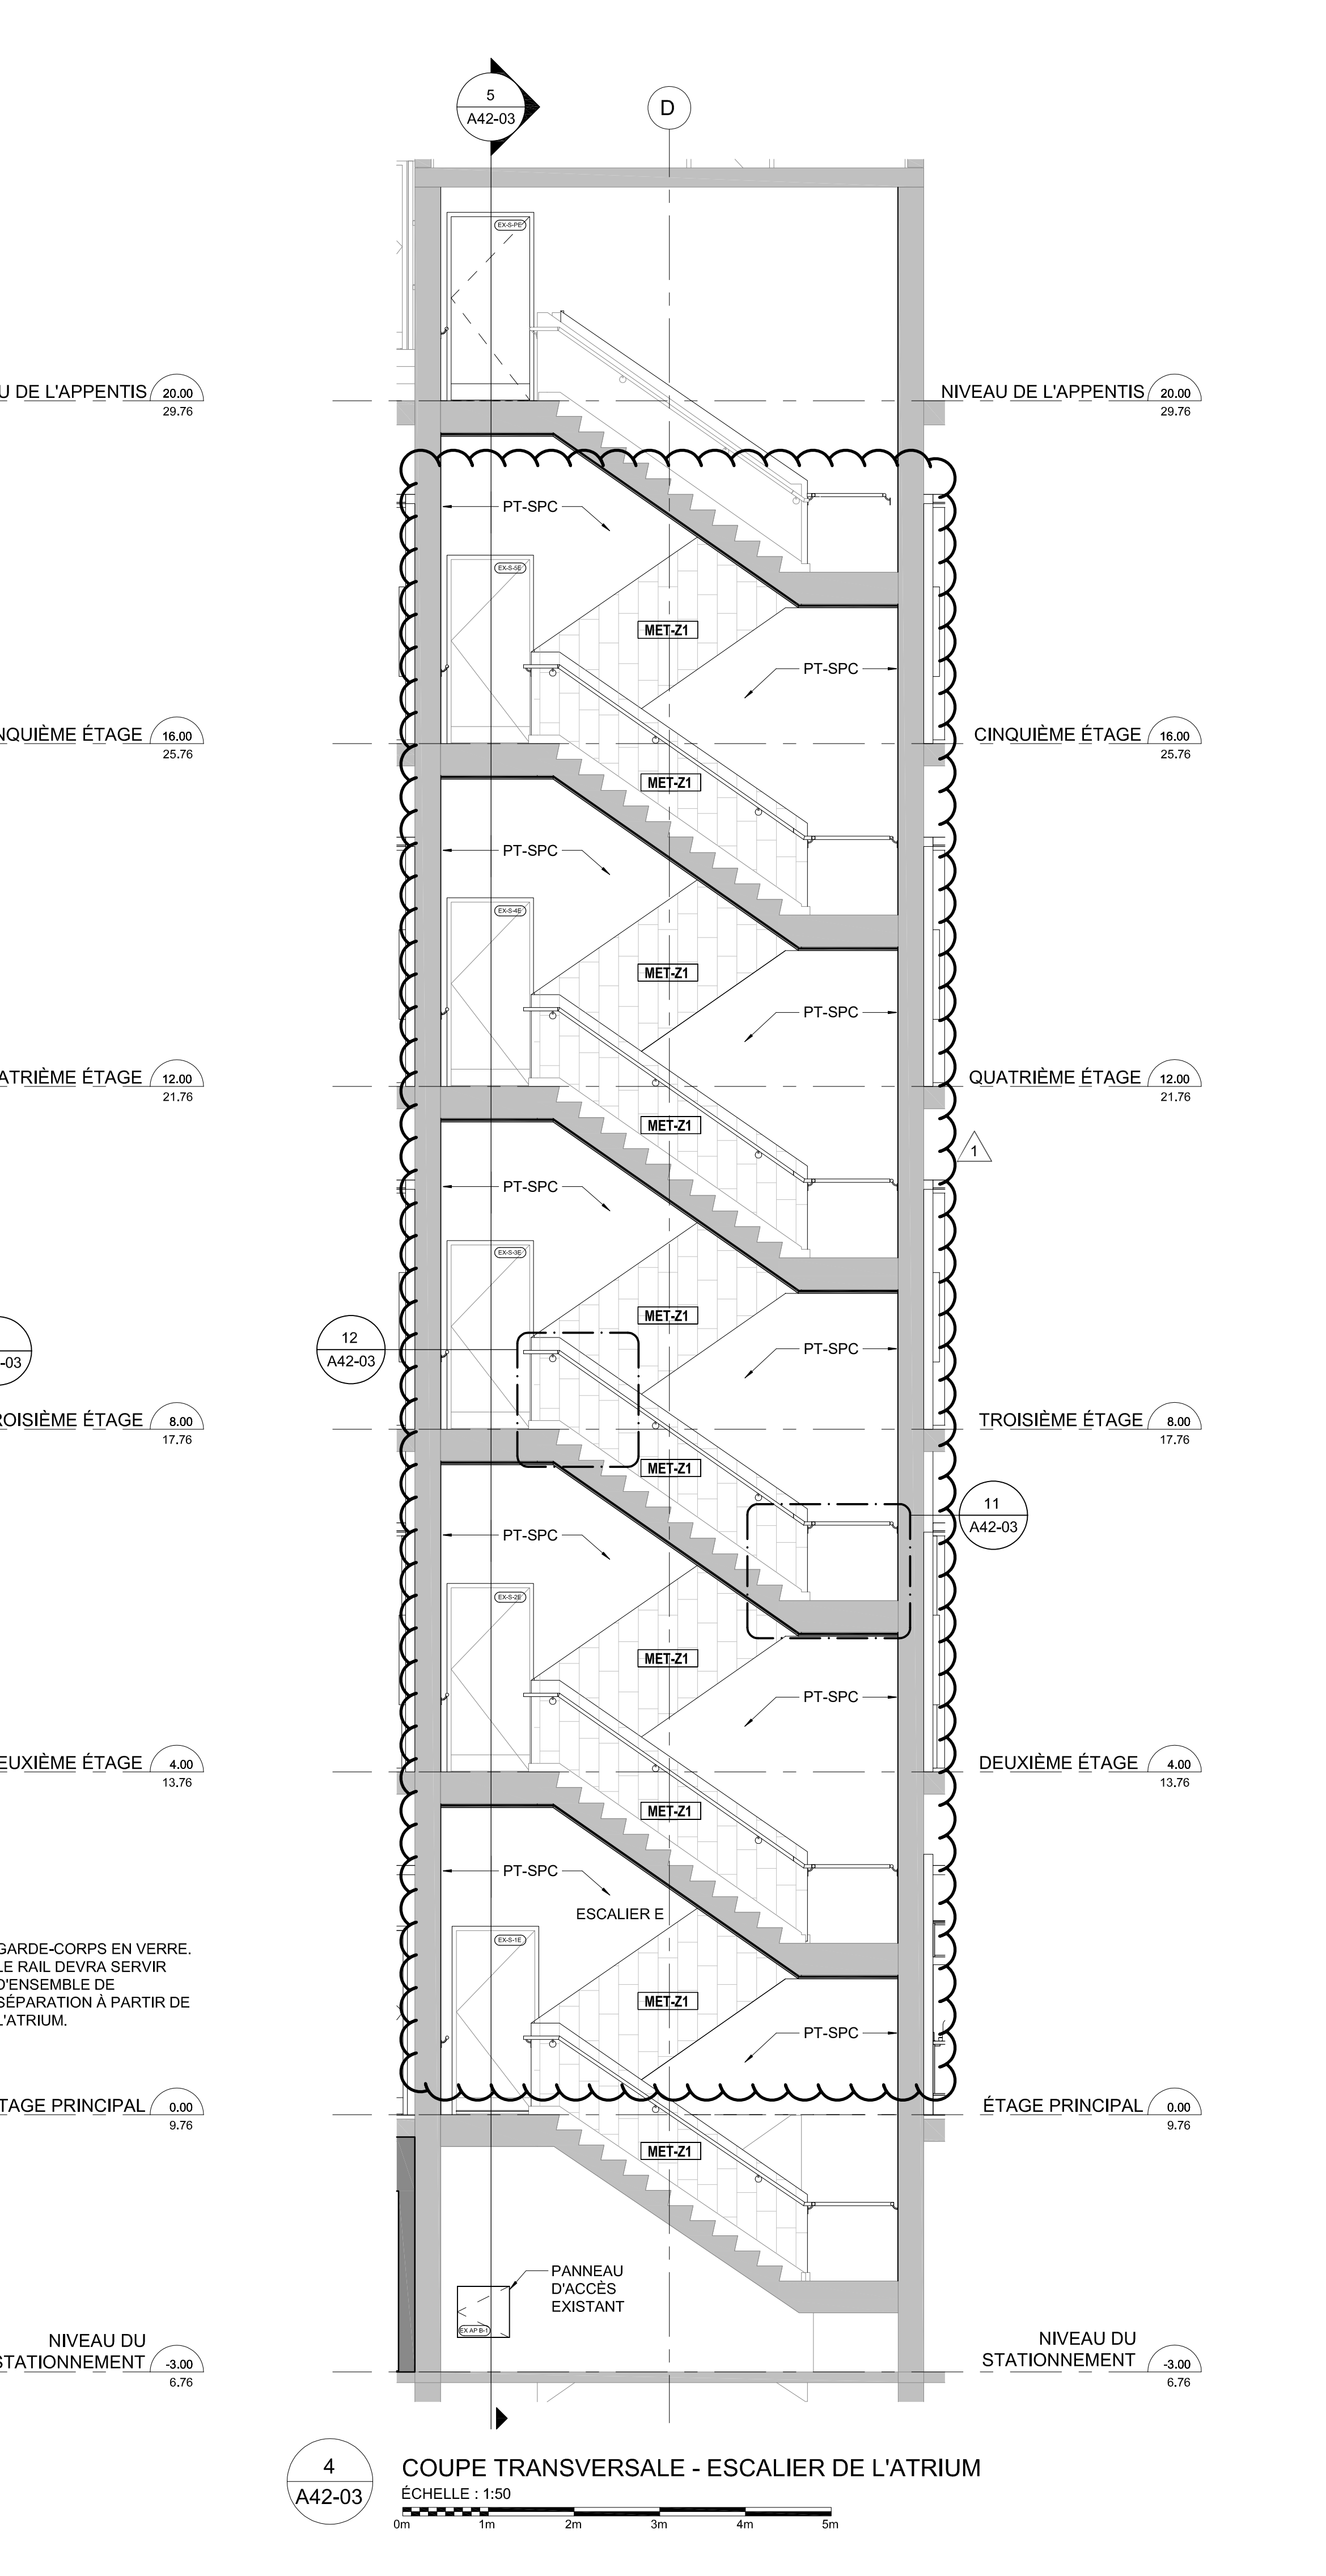 5
A42-03
D
EX-S-PE
U DE L'APPENTIS 20.00
29.76
NIVEAU DE L'APPENTIS 20.00
29.76
PT-SPC
EX-S-5E
MET-Z1
PT-SPC
NQUIÈME ÉTAGE 16.00
25.76
CINQUIÈME ÉTAGE 16.00
25.76
MET-Z1
PT-SPC
EX-S-4E
MET-Z1
PT-SPC
ATRIÈME ÉTAGE 12.00
21.76
QUATRIÈME ÉTAGE 12.00
21.76
MET-Z1
1
PT-SPC
EX-S-3E
MET-Z1
12
A42-03
-03
PT-SPC
ROISIÈME ÉTAGE 8.00
17.76
TROISIÈME ÉTAGE 8.00
17.76
MET-Z1
11
A42-03
PT-SPC
EX-S-2E
MET-Z1
PT-SPC
EUXIÈME ÉTAGE 4.00
13.76
DEUXIÈME ÉTAGE 4.00
13.76
MET-Z1
PT-SPC
ESCALIER E
EX-S-1E
GARDE-CORPS EN VERRE.
LE RAIL DEVRA SERVIR
D'ENSEMBLE DE
SÉPARATION À PARTIR DE
L'ATRIUM.
MET-Z1
PT-SPC
TAGE PRINCIPAL 0.00
9.76
ÉTAGE PRINCIPAL 0.00
9.76
MET-Z1
PANNEAU
D'ACCÈS
EXISTANT
EX AP B-1
NIVEAU DU
STATIONNEMENT -3.00
6.76
NIVEAU DU
STATIONNEMENT -3.00
6.76
4
A42-03
COUPE TRANSVERSALE - ESCALIER DE L'ATRIUM
ÉCHELLE : 1:50
0m 1m 2m 3m 4m 5m